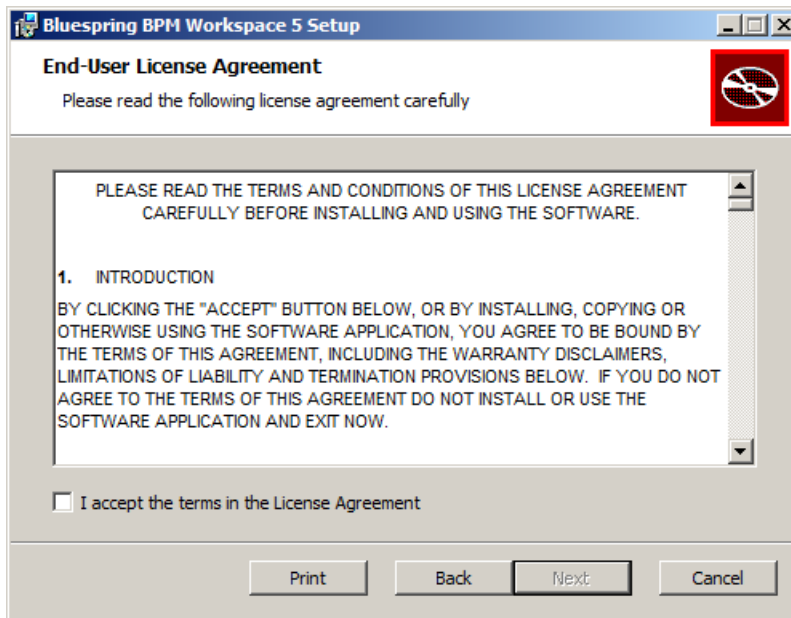 Bluespring BPM Workspace 5 Setup
End-User License Agreement
Please read the following license agreement carefully
PLEASE READ THE TERMS AND CONDITIONS OF THIS LICENSE AGREEMENT
CAREFULLY BEFORE INSTALLING AND USING THE SOFTWARE.
1. INTRODUCTION
BY CLICKING THE "ACCEPT" BUTTON BELOW, OR BY INSTALLING, COPYING OR
OTHERWISE USING THE SOFTWARE APPLICATION, YOU AGREE TO BE BOUND BY
THE TERMS OF THIS AGREEMENT, INCLUDING THE WARRANTY DISCLAIMERS,
LIMITATIONS OF LIABILITY AND TERMINATION PROVISIONS BELOW. IF YOU DO NOT
AGREE TO THE TERMS OF THIS AGREEMENT DO NOT INSTALL OR USE THE
SOFTWARE APPLICATION AND EXIT NOW.
I accept the terms in the License Agreement
Print Back Next Cancel